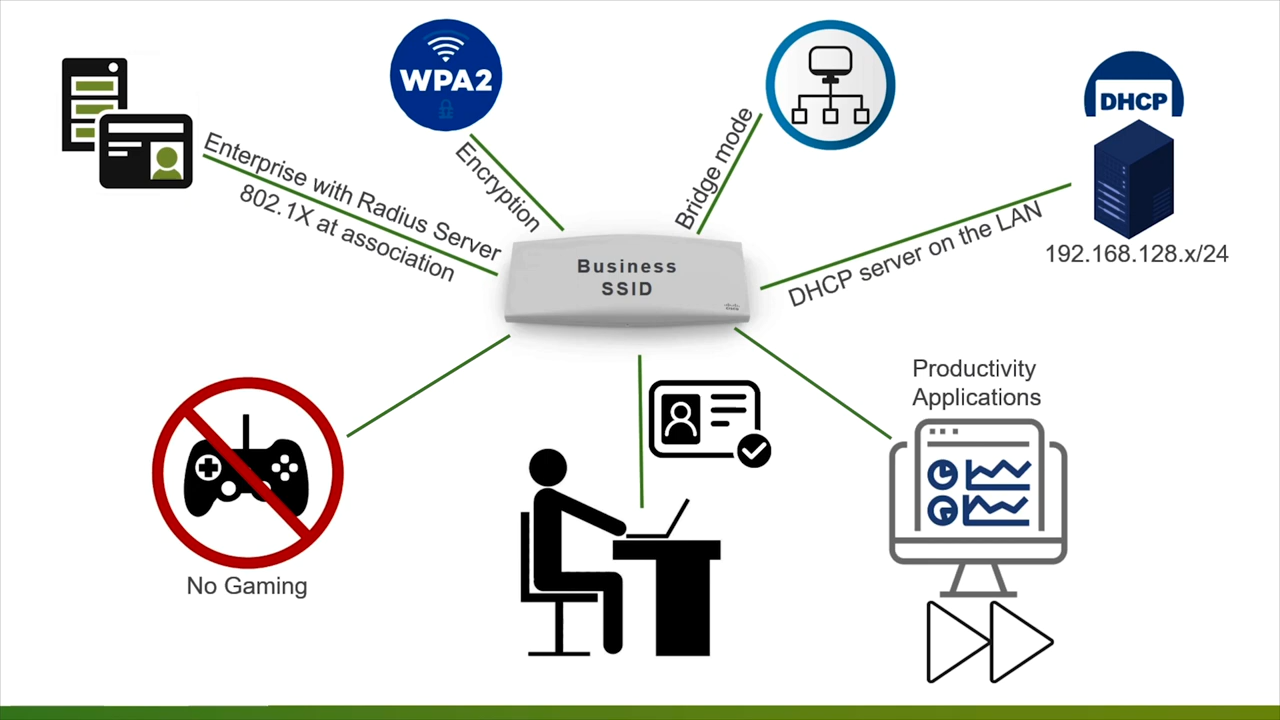 WPA2
DHCP
Enterprise with Radius Server
802.1X at association
Encryption
Bridge mode
DHCP server on the LAN
192.168.128.x/24
Business
SSID
Productivity
Applications
No Gaming